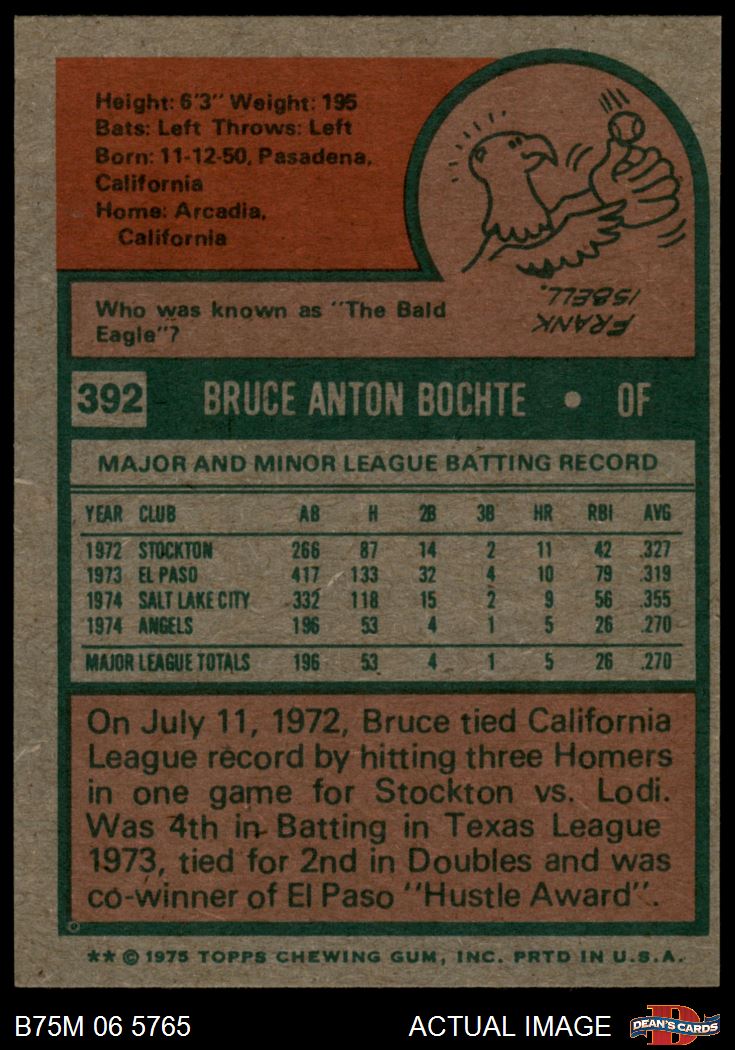 Height: 6'3" Weight: 195
Bats: Left Throws: Left
Born: 11-12-50, Pasadena,
California
Home: Arcadia,
California
Who was known as "The Bald
Eagle"?
FRANK
ISBELL.
392 BRUCE ANTON BOCHTE • OF
MAJOR AND MINOR LEAGUE BATTING RECORD
YEAR CLUB AB H 2B 3B HR RBI AVG
1972 STOCKTON 266 87 14 2 11 42 .327
1973 EL PASO 417 133 32 4 10 79 .319
1974 SALT LAKE CITY 332 118 15 2 9 56 .355
1974 ANGELS 196 53 4 1 5 26 .270
MAJOR LEAGUE TOTALS 196 53 4 1 5 26 .270
On July 11, 1972, Bruce tied California
League record by hitting three Homers
in one game for Stockton vs. Lodi.
Was 4th in Batting in Texas League
1973, tied for 2nd in Doubles and was
co-winner of El Paso "Hustle Award".
** © 1975 TOPPS CHEWING GUM, INC. PRTD IN U.S.A.
B75M 06 5765 ACTUAL IMAGE DEAN'S CARDS